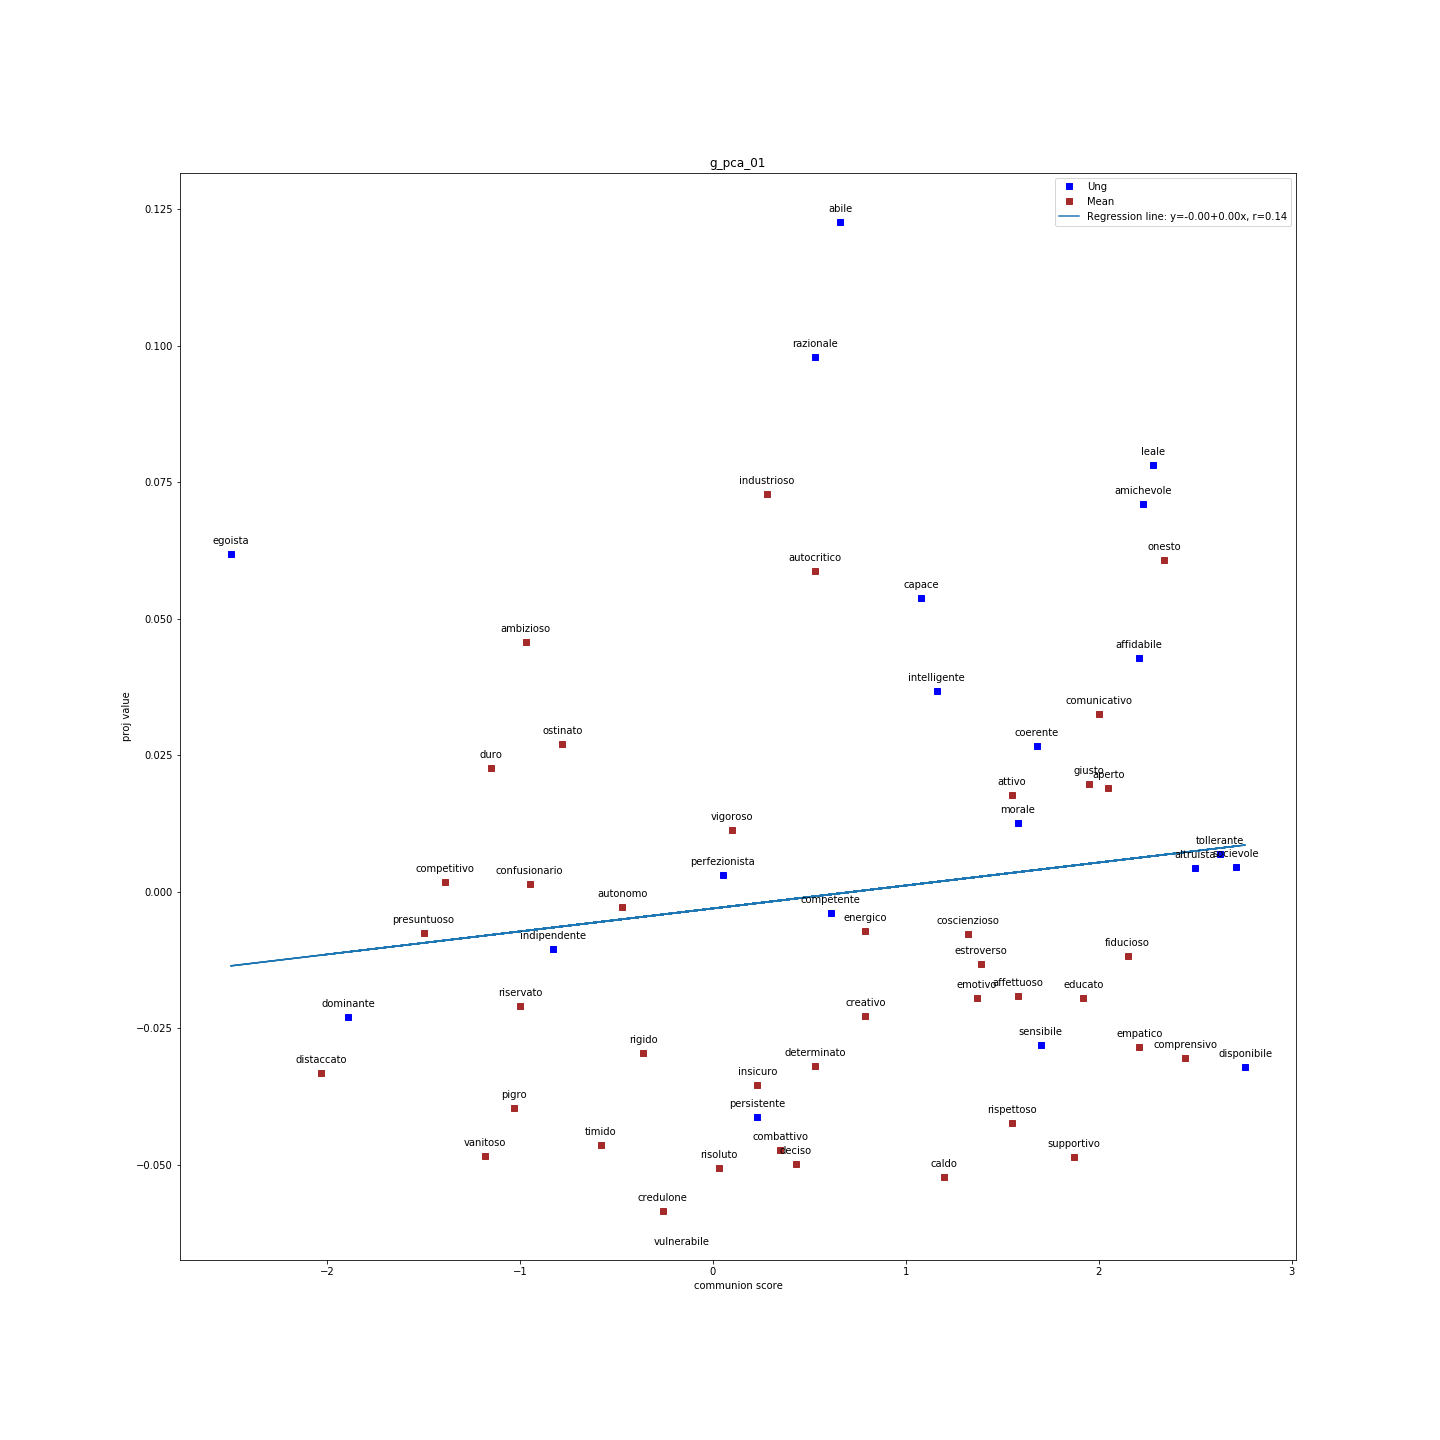 g_pca_01
Ung
Mean
Regression line: y=-0.00+0.00x, r=0.14
0.125
0.100
0.075
0.050
0.025
0.000
−0.025
−0.050
proj value
abile
razionale
leale
industrioso
amichevole
egoista
onesto
autocritico
capace
ambizioso
affidabile
intelligente
comunicativo
ostinato
coerente
duro
giusto
aperto
attivo
morale
vigoroso
tollerante
perfezionista
altruista
socievole
competitivo
confusionario
autonomo
competente
presuntuoso
energico
coscienzioso
indipendente
fiducioso
estroverso
emotivo
affettuoso
educato
riservato
dominante
creativo
sensibile
rigido
empatico
comprensivo
determinato
disponibile
distaccato
insicuro
pigro
persistente
rispettoso
timido
combattivo
vanitoso
supportivo
deciso
risoluto
caldo
credulone
vulnerabile
−2
−1
0
1
2
3
communion score